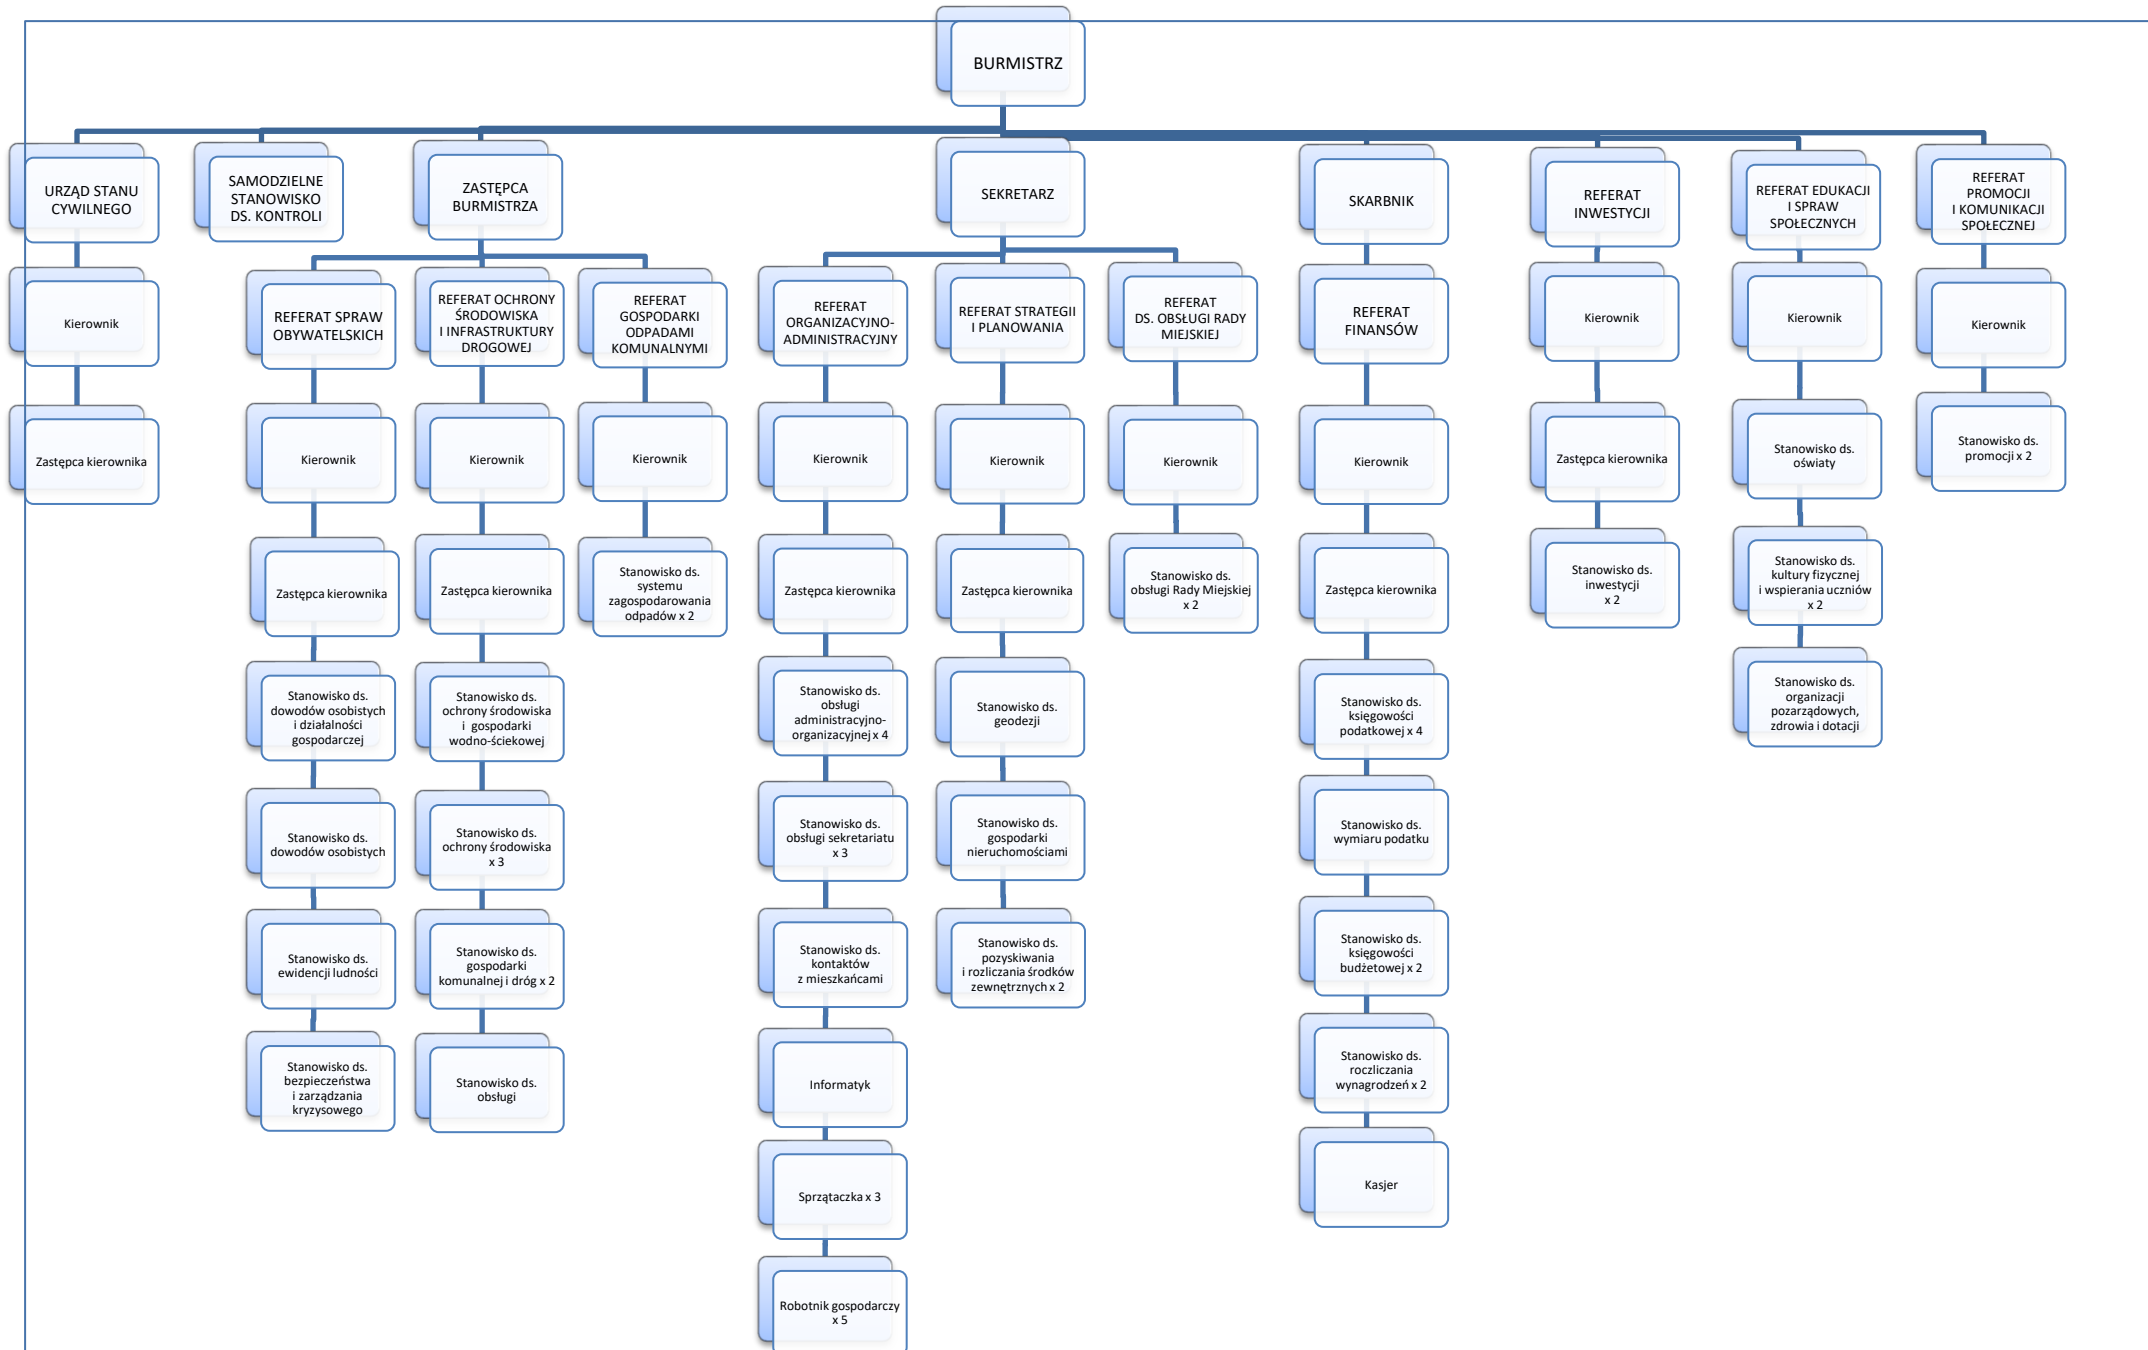 BURMISTRZ
URZĄD STANU
CYWILNEGO
SAMODZIELNE
STANOWISKO
DS. KONTROLI
ZASTĘPCA
BURMISTRZA
SEKRETARZ
SKARBNIK
REFERAT
INWESTYCJI
REFERAT EDUKACJI
I SPRAW
SPOŁECZNYCH
REFERAT
PROMOCJI
I KOMUNIKACJI
SPOŁECZNEJ
Kierownik
REFERAT SPRAW
OBYWATELSKICH
REFERAT OCHRONY
ŚRODOWISKA
I INFRASTRUKTURY
DROGOWEJ
REFERAT
GOSPODARKI
ODPADAMI
KOMUNALNYMI
REFERAT
ORGANIZACYJNO-
ADMINISTRACYJNY
REFERAT STRATEGII
I PLANOWANIA
REFERAT
DS. OBSŁUGI RADY
MIEJSKIEJ
REFERAT
FINANSÓW
Kierownik
Kierownik
Kierownik
Zastępca kierownika
Kierownik
Kierownik
Kierownik
Kierownik
Kierownik
Kierownik
Kierownik
Zastępca kierownika
Stanowisko ds.
oświaty
Stanowisko ds.
promocji x 2
Zastępca kierownika
Zastępca kierownika
Stanowisko ds.
systemu
zagospodarowania
odpadów x 2
Zastępca kierownika
Zastępca kierownika
Stanowisko ds.
obsługi Rady Miejskiej
x 2
Zastępca kierownika
Stanowisko ds.
inwestycji
x 2
Stanowisko ds.
kultury fizycznej
i wspierania uczniów
x 2
Stanowisko ds.
dowodów osobistych
i działalności
gospodarczej
Stanowisko ds.
ochrony środowiska
i  gospodarki
wodno-ściekowej
Stanowisko ds.
obsługi
administracyjno-
organizacyjnej x 4
Stanowisko ds.
geodezji
Stanowisko ds.
księgowości
podatkowej x 4
Stanowisko ds.
organizacji
pozarządowych,
zdrowia i dotacji
Stanowisko ds.
dowodów osobistych
Stanowisko ds.
ochrony środowiska
x 3
Stanowisko ds.
obsługi sekretariatu
x 3
Stanowisko ds.
gospodarki
nieruchomościami
Stanowisko ds.
wymiaru podatku
Stanowisko ds.
ewidencji ludności
Stanowisko ds.
gospodarki
komunalnej i dróg x 2
Stanowisko ds.
kontaktów
z mieszkańcami
Stanowisko ds.
pozyskiwania
i rozliczania środków
zewnętrznych x 2
Stanowisko ds.
księgowości
budżetowej x 2
Stanowisko ds.
bezpieczeństwa
i zarządzania
kryzysowego
Stanowisko ds.
obsługi
Informatyk
Stanowisko ds.
roczliczania
wynagrodzeń x 2
Sprzątaczka x 3
Kasjer
Robotnik gospodarczy
x 5